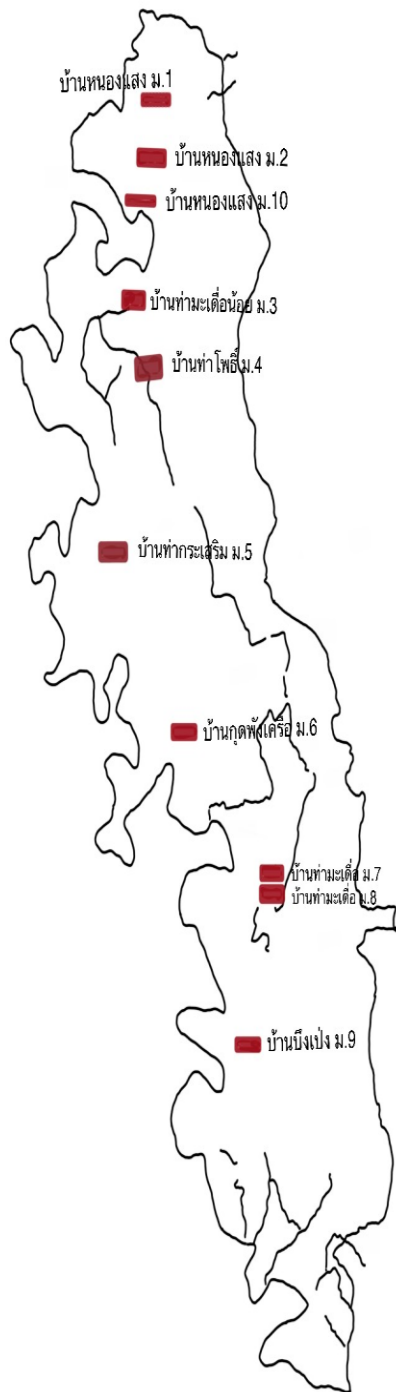 บ้านหนองแสง ม.1
บ้านหนองแสง ม.2
บ้านหนองแสง ม.10
บ้านท่ามะเดื่อน้อย ม.3
บ้านท่าโพธิ์ ม.4
บ้านท่ากระเสริม ม.5
บ้านกุดพังเครือ ม.6
บ้านท่ามะเดื่อ ม.7
บ้านท่ามะเดื่อ ม.8
บ้านบึงเป่ง ม.9